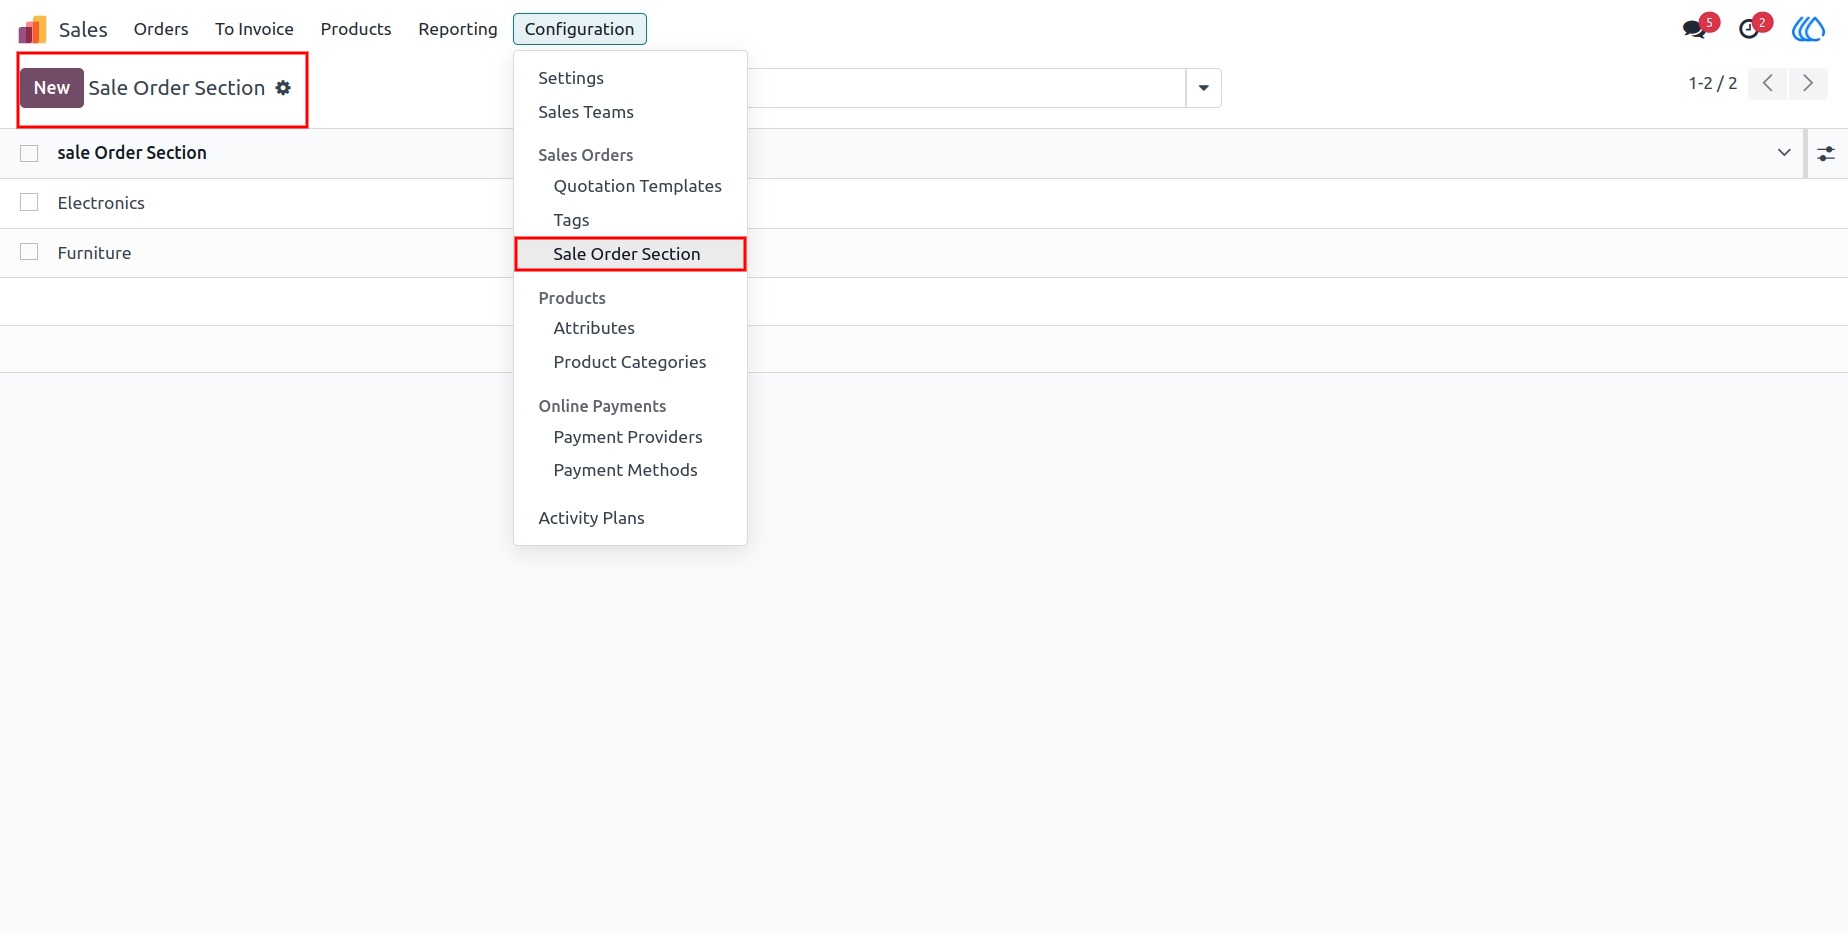 Sales Orders To Invoice Products Reporting Configuration 5 2
New Sale Order Section 1-2 / 2
Settings
Sales Teams
Sales Orders
Quotation Templates
Tags
Sale Order Section
Products
Attributes
Product Categories
Online Payments
Payment Providers
Payment Methods
Activity Plans
sale Order Section
Electronics
Furniture